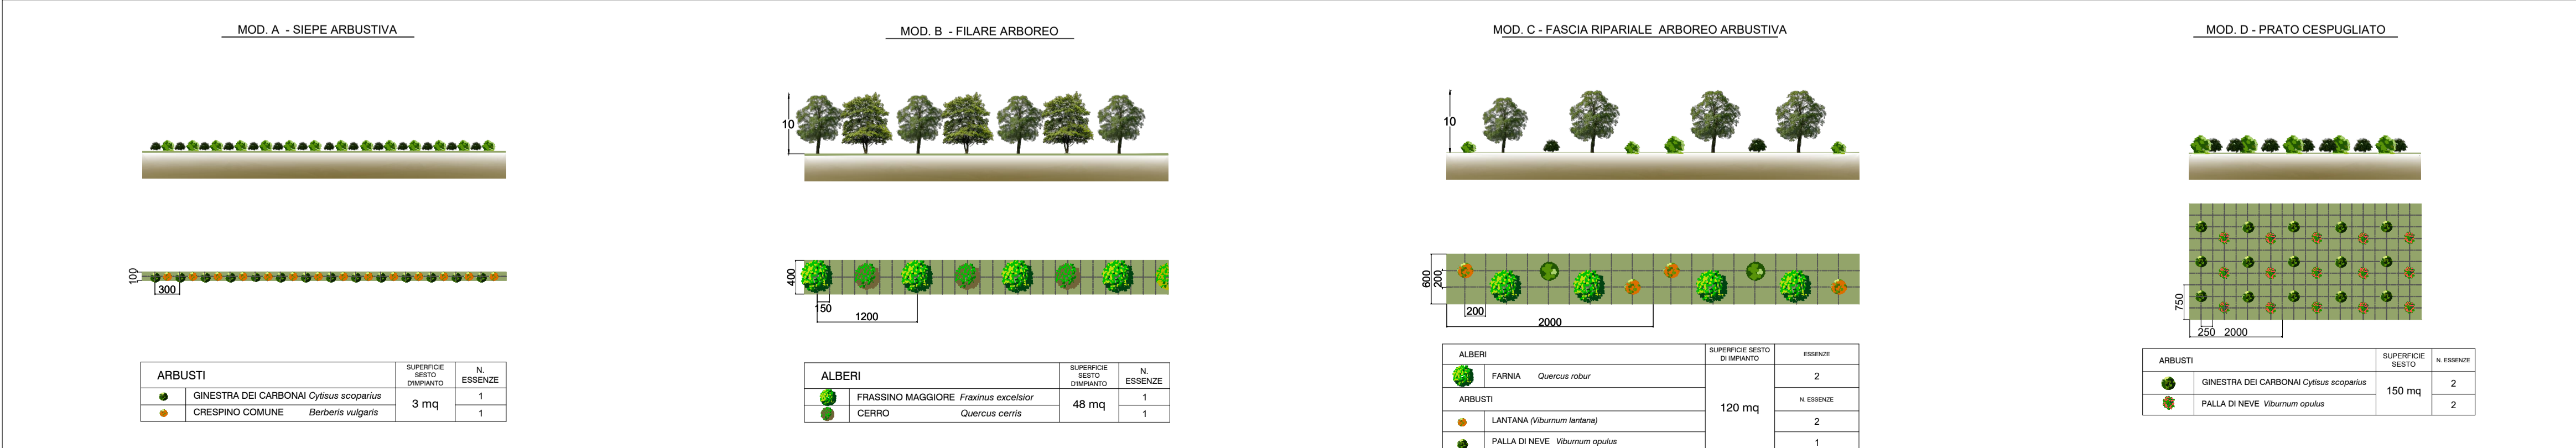 MOD. A - SIEPE ARBUSTIVA
100
300
ARBUSTI
SUPERFICIE
SESTO
D'IMPIANTO
N.
ESSENZE
GINESTRA DEI CARBONAI Cytisus scoparius
3 mq
1
CRESPINO COMUNE Berberis vulgaris
1
MOD. B - FILARE ARBOREO
10
400
150
1200
ALBERI
SUPERFICIE
SESTO
D'IMPIANTO
N.
ESSENZE
FRASSINO MAGGIORE Fraxinus excelsior
48 mq
1
CERRO Quercus cerris
1
MOD. C - FASCIA RIPARIALE ARBOREO ARBUSTIVA
10
600
200
200
2000
ALBERI
SUPERFICIE SESTO
DI IMPIANTO
ESSENZE
FARNIA Quercus robur
2
ARBUSTI
N. ESSENZE
120 mq
LANTANA (Viburnum lantana)
2
PALLA DI NEVE Viburnum opulus
1
MOD. D - PRATO CESPUGLIATO
750
250 2000
ARBUSTI
SUPERFICIE
SESTO
N. ESSENZE
GINESTRA DEI CARBONAI Cytisus scoparius
150 mq
2
PALLA DI NEVE Viburnum opulus
2